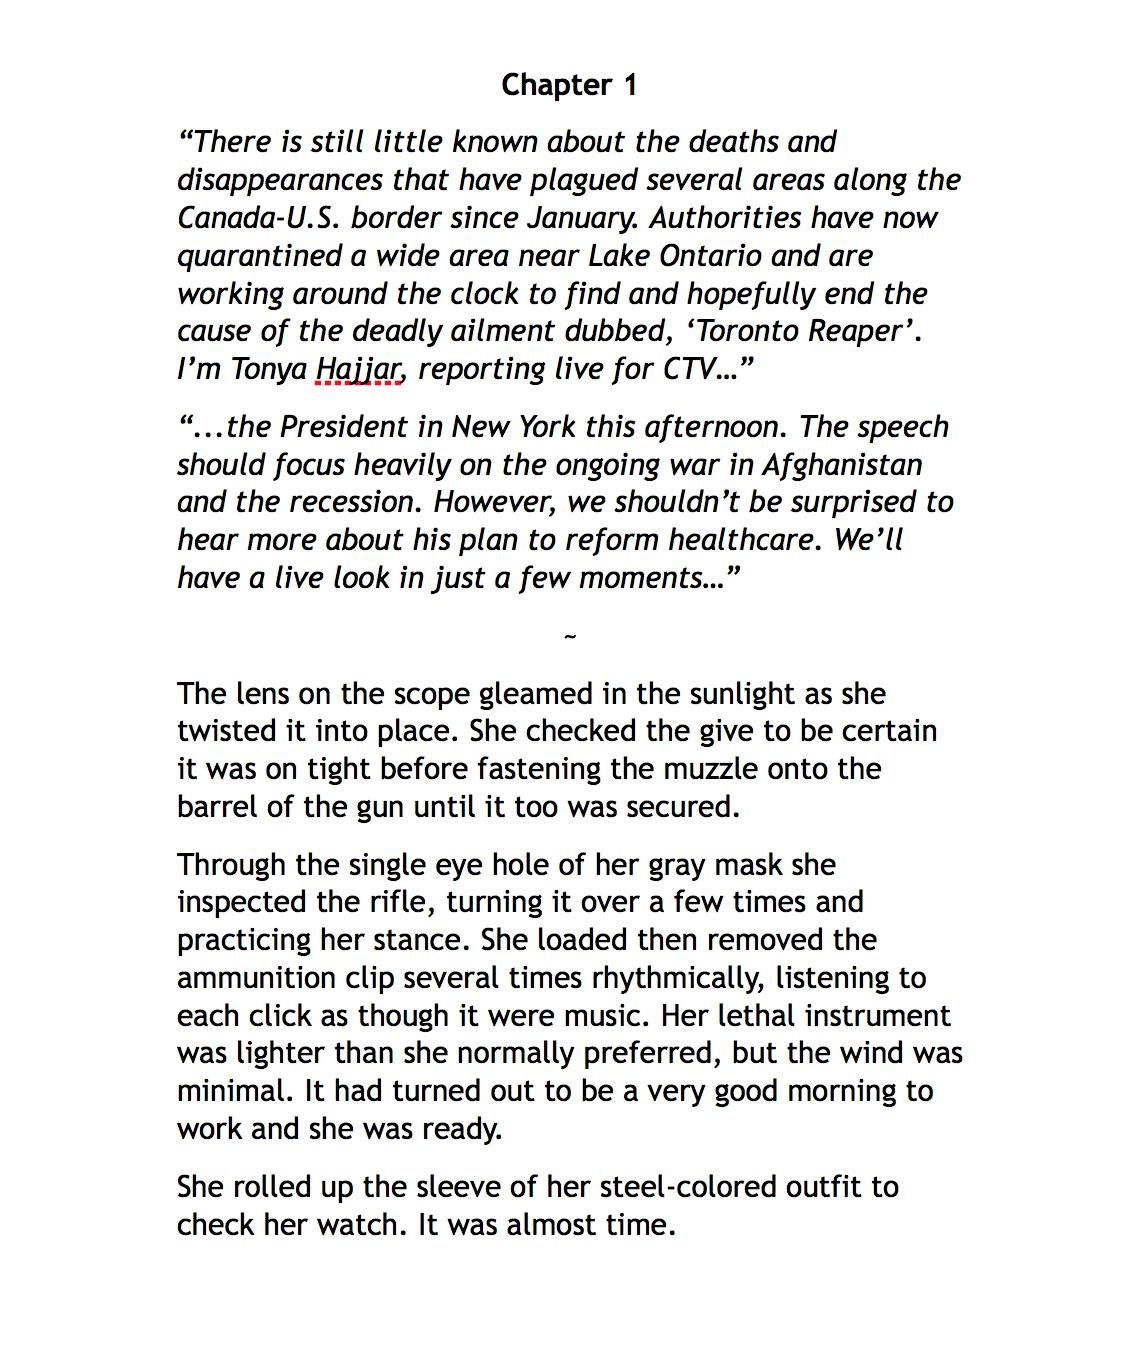 Chapter 1
“There is still little known about the deaths and
disappearances that have plagued several areas along the
Canada-U.S. border since January. Authorities have now
quarantined a wide area near Lake Ontario and are
working around the clock to find and hopefully end the
cause of the deadly ailment dubbed, ‘Toronto Reaper’.
I’m Tonya Hajjar, reporting live for CTV…”
“...the President in New York this afternoon. The speech
should focus heavily on the ongoing war in Afghanistan
and the recession. However, we shouldn’t be surprised to
hear more about his plan to reform healthcare. We’ll
have a live look in just a few moments…”
~
The lens on the scope gleamed in the sunlight as she
twisted it into place. She checked the give to be certain
it was on tight before fastening the muzzle onto the
barrel of the gun until it too was secured.
Through the single eye hole of her gray mask she
inspected the rifle, turning it over a few times and
practicing her stance. She loaded then removed the
ammunition clip several times rhythmically, listening to
each click as though it were music. Her lethal instrument
was lighter than she normally preferred, but the wind was
minimal. It had turned out to be a very good morning to
work and she was ready.
She rolled up the sleeve of her steel-colored outfit to
check her watch. It was almost time.